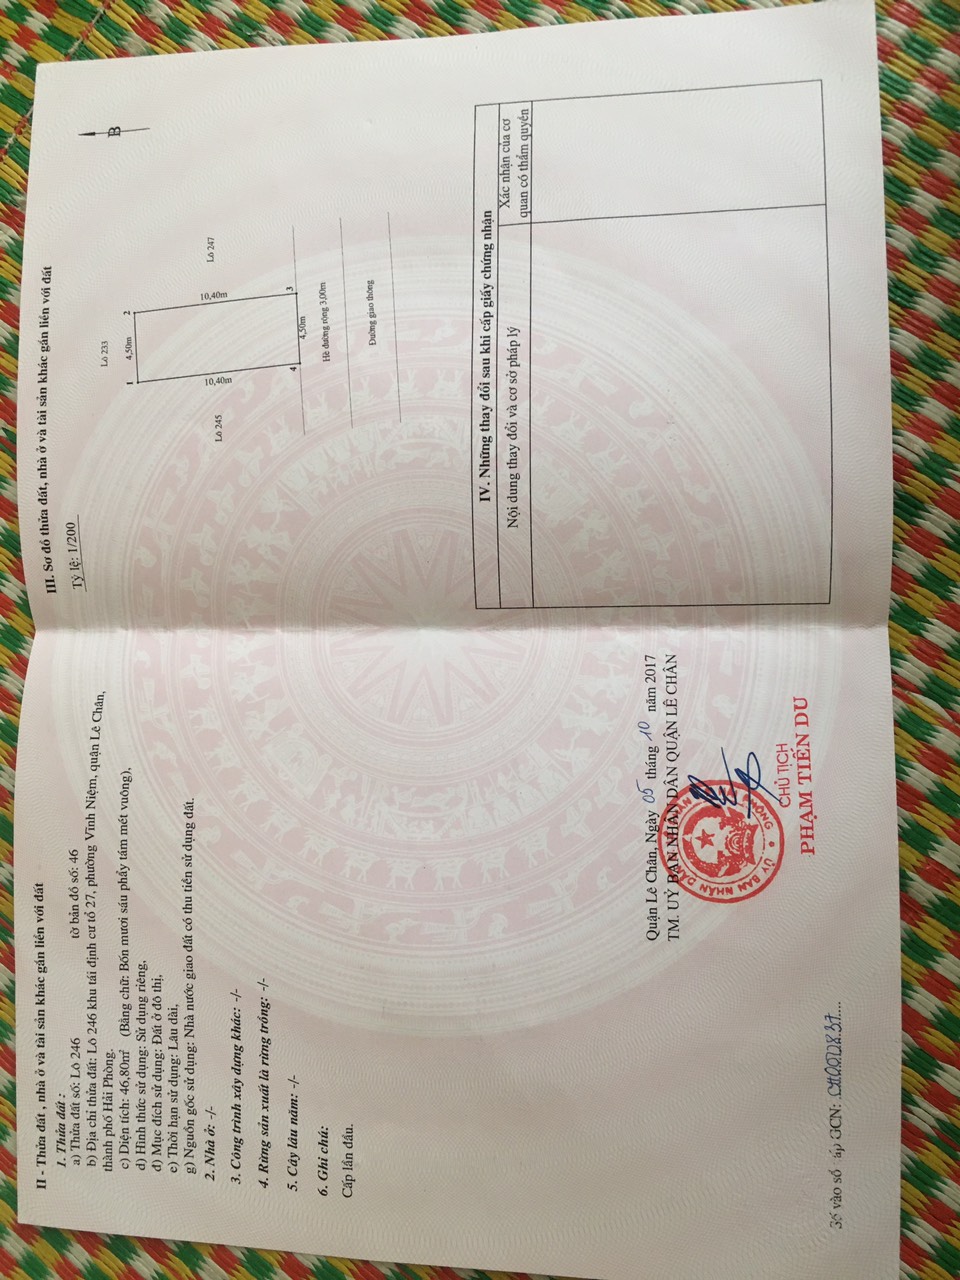 II - Thửa đất , nhà ở và tài sản khác gắn liền với đất
1. Thửa đất :
a) Thửa đất số: Lô 246 tờ bản đồ số: 46
b) Địa chỉ thửa đất: Lô 246 khu tái định cư tổ 27, phường Vĩnh Niệm, quận Lê Chân,
thành phố Hải Phòng.
c) Diện tích: 46,80m² (Bằng chữ: Bốn mươi sáu phẩy tám mét vuông),
d) Hình thức sử dụng: Sử dụng riêng,
đ) Mục đích sử dụng: Đất ở đô thị,
e) Thời hạn sử dụng: Lâu dài,
g) Nguồn gốc sử dụng: Nhà nước giao đất có thu tiền sử dụng đất.
2. Nhà ở: -/-
3. Công trình xây dựng khác: -/-
4. Rừng sản xuất là rừng trồng: -/-
5. Cây lâu năm: -/-
6. Ghi chú:
Cấp lần đầu.
Quận Lê Chân, Ngày 05 tháng 10 năm 2017
TM. UỶ BAN NHÂN DÂN QUẬN LÊ CHÂN
CHỦ TỊCH
PHẠM TIẾN DU
ỦY BAN NHÂN DÂN
Số vào sổ cấp GCN:
III. Sơ đồ thửa đất, nhà ở và tài sản khác gắn liền với đất
Tỷ lệ: 1/200
B
Lô 233
1
4,50m
2
10,40m
10,40m
Lô 245
Lô 247
4
4,50m
3
Hè đường rộng 3,00m
Đường giao thông
IV. Những thay đổi sau khi cấp giấy chứng nhận
Nội dung thay đổi và cơ sở pháp lý
Xác nhận của cơ
quan có thẩm quyền